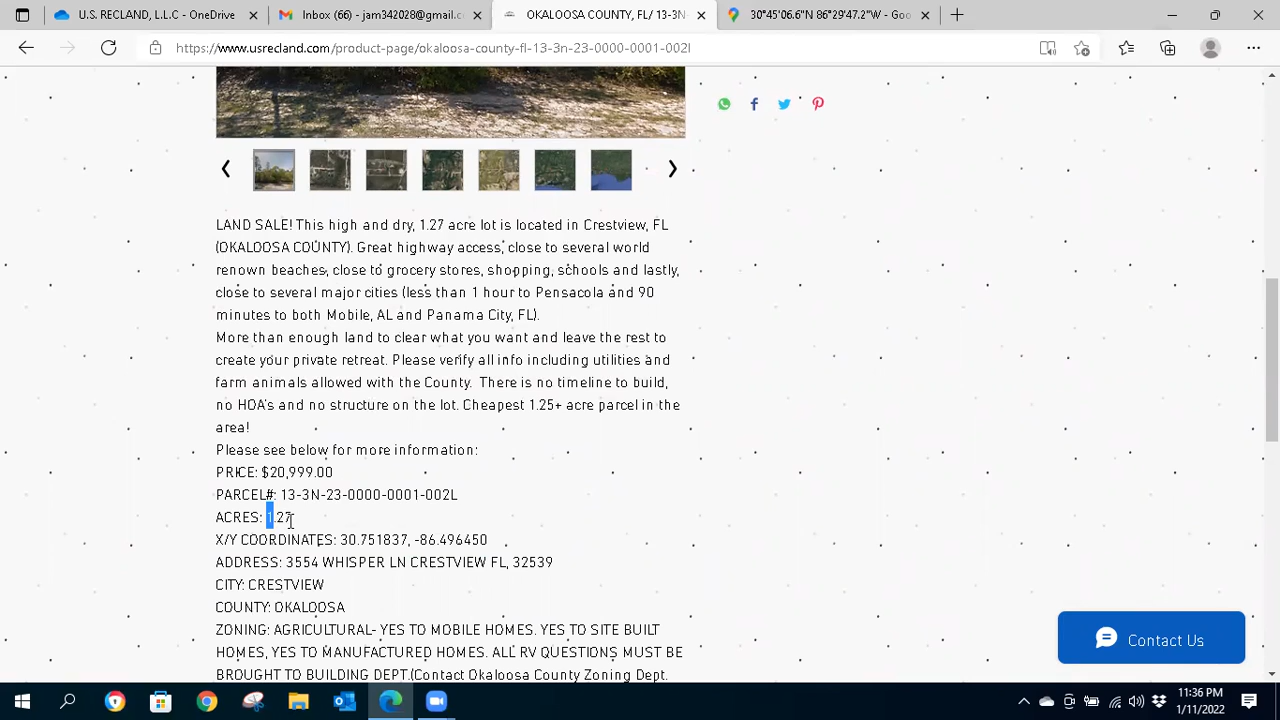 U.S. RECLAND, L.L.C - OneDrive
Inbox (66) - jam342028@gmail.c
OKALOOSA COUNTY, FL/ 13-3N-
30°45'06.6"N 86°29'47.2"W - Goo
https://www.usrecland.com/product-page/okaloosa-county-fl-13-3n-23-0000-0001-002l
LAND SALE! This high and dry, 1.27 acre lot is located in Crestview, FL
(OKALOOSA COUNTY). Great highway access, close to several world
renown beaches, close to grocery stores, shopping, schools and lastly,
close to several major cities (less than 1 hour to Pensacola and 90
minutes to both Mobile, AL and Panama City, FL).
More than enough land to clear what you want and leave the rest to
create your private retreat. Please verify all info including utilities and
farm animals allowed with the County. There is no timeline to build,
no HOA's and no structure on the lot. Cheapest 1.25+ acre parcel in the
area!
Please see below for more information:
PRICE: $20,999.00
PARCEL#: 13-3N-23-0000-0001-002L
ACRES: 1.27
X/Y COORDINATES: 30.751837, -86.496450
ADDRESS: 3554 WHISPER LN CRESTVIEW FL, 32539
CITY: CRESTVIEW
COUNTY: OKALOOSA
ZONING: AGRICULTURAL- YES TO MOBILE HOMES. YES TO SITE BUILT
HOMES, YES TO MANUFACTURED HOMES. ALL RV QUESTIONS MUST BE
BROUGHT TO BUILDING DEPT.(Contact Okaloosa County Zoning Dept.
Contact Us
11:36 PM
1/11/2022